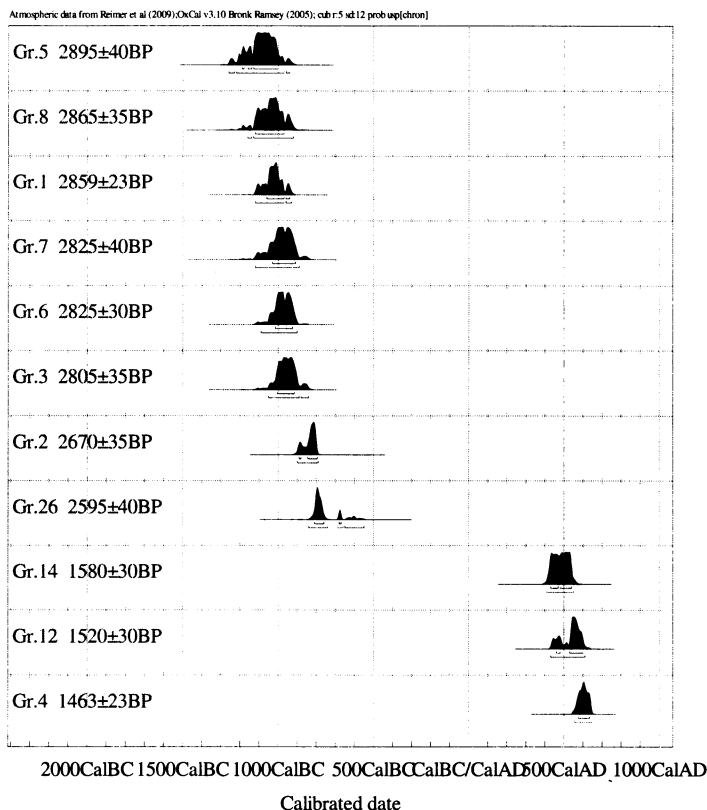 Atmospheric data from Reimer et al (2009);OxCal v3.10 Bronk Ramsey (2005); cub r:5 sd:12 prob usp[chron]
Gr.5 2895±40BP
Gr.8 2865±35BP
Gr.1 2859±23BP
Gr.7 2825±40BP
Gr.6 2825±30BP
Gr.3 2805±35BP
Gr.2 2670±35BP
Gr.26 2595±40BP
Gr.14 1580±30BP
Gr.12 1520±30BP
Gr.4 1463±23BP
2000CalBC 1500CalBC 1000CalBC 500CalBC CalBC/CalAD 500CalAD 1000CalAD
Calibrated date